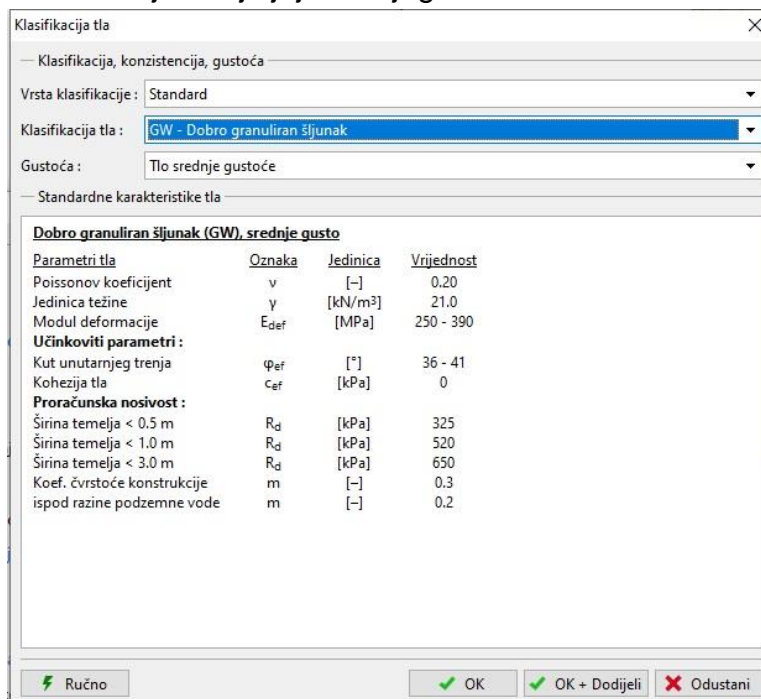 Klasifikacija tla
Klasifikacija, konzistencija, gustoća
Vrsta klasifikacije : Standard
Klasifikacija tla : GW - Dobro granuliran šljunak
Gustoća : Tlo srednje gustoće
Standardne karakteristike tla
Dobro granuliran šljunak (GW), srednje gusto
Parametri tla Oznaka Jedinica Vrijednost
Poissonov koeficijent ν [–] 0.20
Jedinica težine γ [kN/m³] 21.0
Modul deformacije Edef [MPa] 250 - 390
Učinkoviti parametri :
Kut unutarnjeg trenja φef [°] 36 - 41
Kohezija tla cef [kPa] 0
Proračunska nosivost :
Širina temelja < 0.5 m Rd [kPa] 325
Širina temelja < 1.0 m Rd [kPa] 520
Širina temelja < 3.0 m Rd [kPa] 650
Koef. čvrstoće konstrukcije m [–] 0.3
ispod razine podzemne vode m [–] 0.2
Ručno OK OK + Dodijeli Odustani